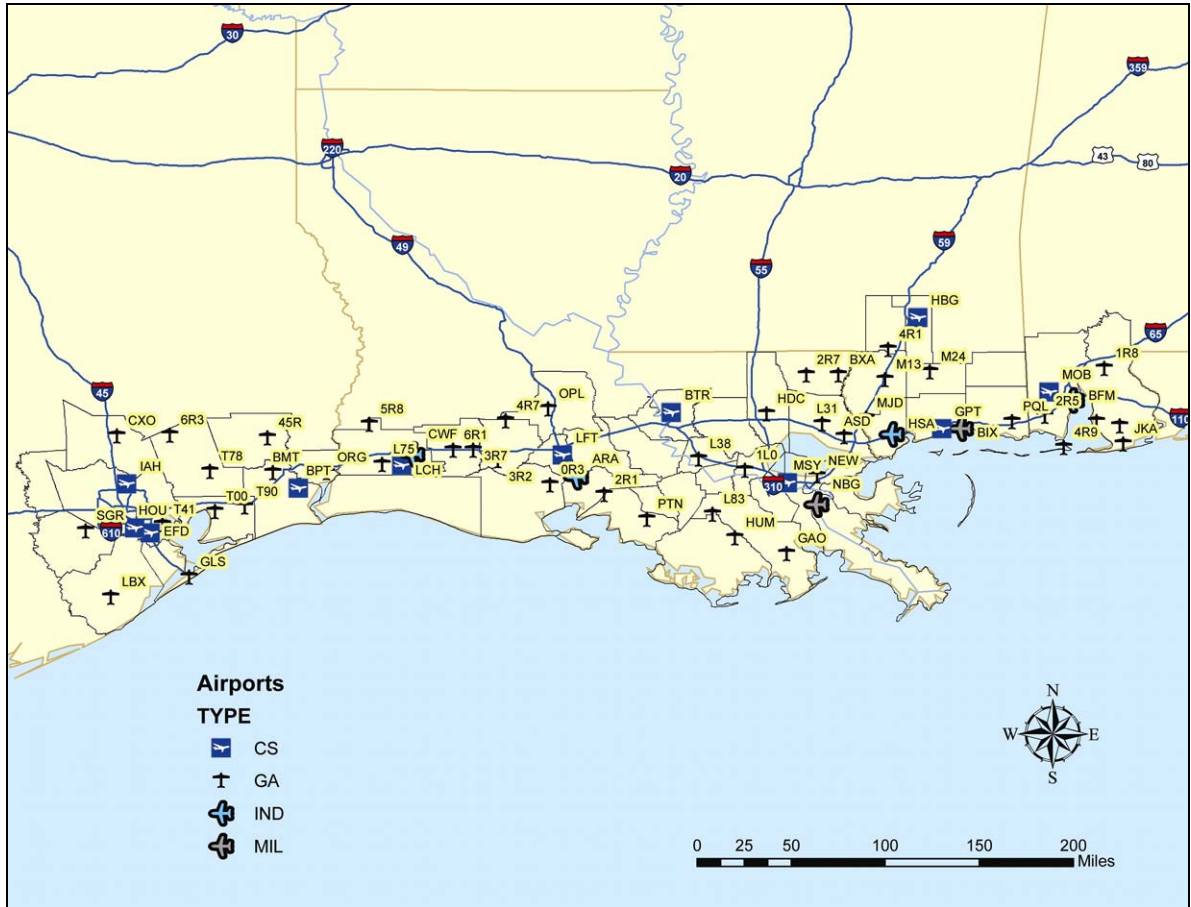 30
359
220
20
43
80
49
59
55
65
HBG
4R1
2R7
BXA
M13
M24
1R8
MOB
45
OPL
BTR
HDC
MJD
2R5
BFM
CXO
6R3
45R
5R8
4R7
L31
ASD
HSA
GPT
PQL
110
BIX
4R9
JKA
CWF
6R1
LFT
L38
T78
BMT
ORG
L75
3R7
ARA
1L0
IAH
BPT
LCH
0R3
MSY
NEW
3R2
2R1
310
NBG
T00
T90
SGR
HOU
T41
PTN
L83
610
EFD
HUM
GAO
GLS
LBX
Airports
TYPE
CS
GA
IND
MIL
N
W E
S
0 25 50 100 150 200
Miles